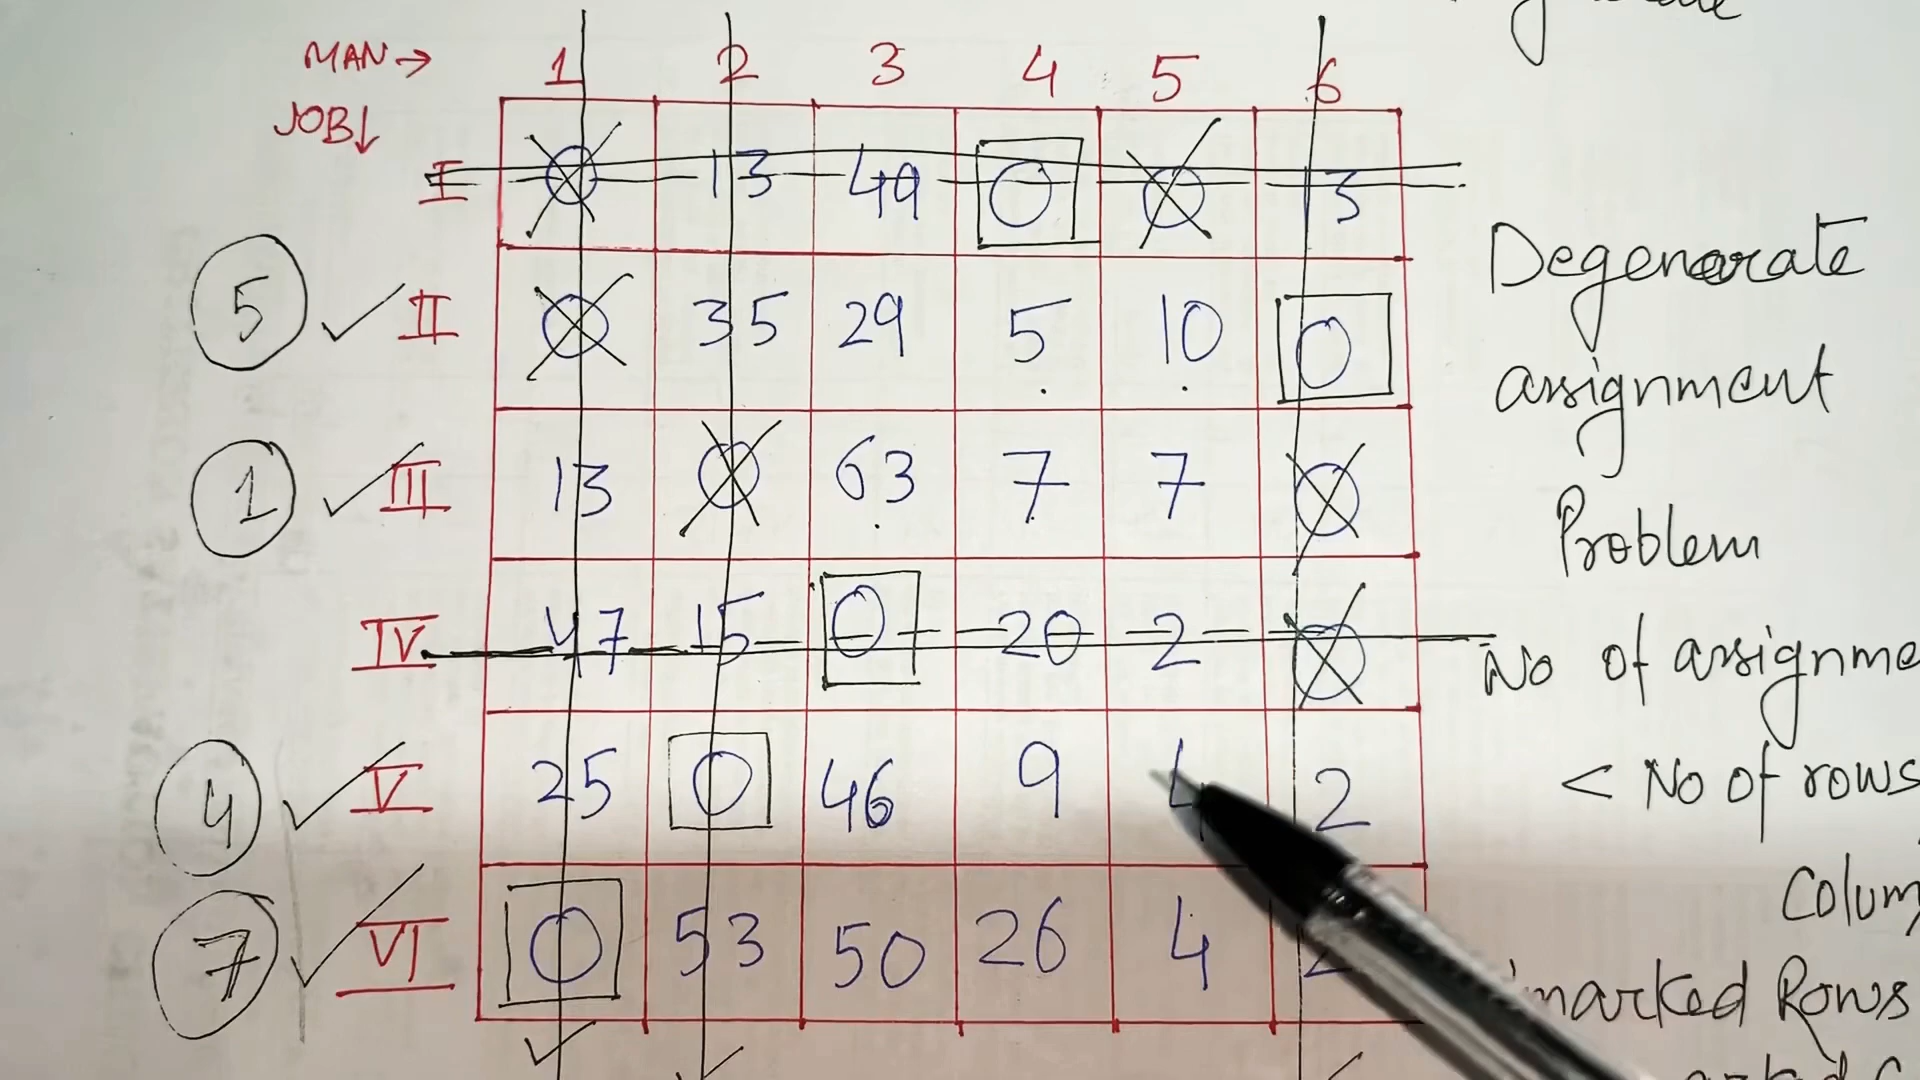 MAN → 1 2 3 4 5 6
JOB↓
I 0 13 49 0 0 13
5 ✓ II 0 35 29 5 10 0
1 ✓ III 13 0 63 7 7 0
IV 47 15 0 20 2 0
4 ✓ V 25 0 46 9 4 2
7 ✓ VI 0 53 50 26 4
Degenerate
assignment
Problem
No of assignme
< No of rows
Colum
marked Rows